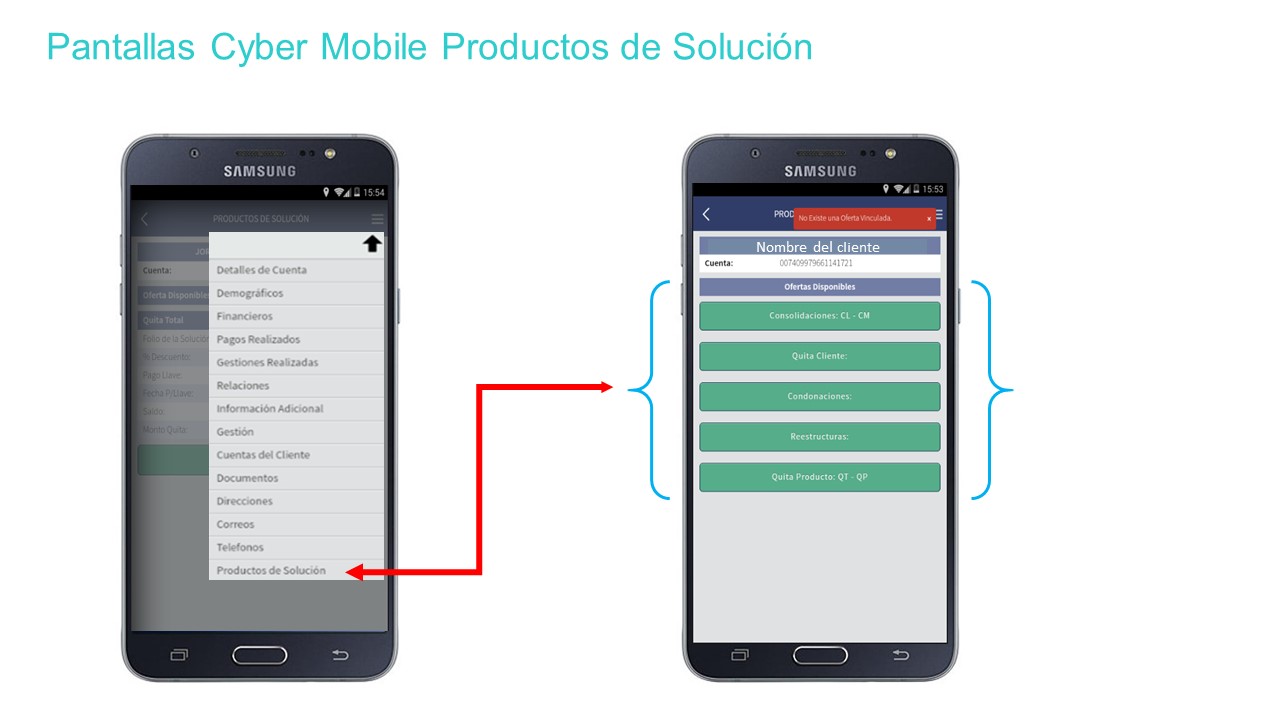 Pantallas Cyber Mobile Productos de Solución
SAMSUNG
15:54
PRODUCTOS DE SOLUCIÓN
Cuenta:
Oferta Disponible
Quita Total
Folio de la Solución
% Descuento:
Pago Llave:
Fecha P/Llave:
Saldo:
Monto Quita:
Detalles de Cuenta
Demográficos
Financieros
Pagos Realizados
Gestiones Realizadas
Relaciones
Información Adicional
Gestión
Cuentas del Cliente
Documentos
Direcciones
Correos
Telefonos
Productos de Solución
SAMSUNG
15:53
PROD
No Existe una Oferta Vinculada. x
Nombre del cliente
Cuenta: 007409979661141721
Ofertas Disponibles
Consolidaciones: CL - CM
Quita Cliente:
Condonaciones:
Reestructuras:
Quita Producto: QT - QP